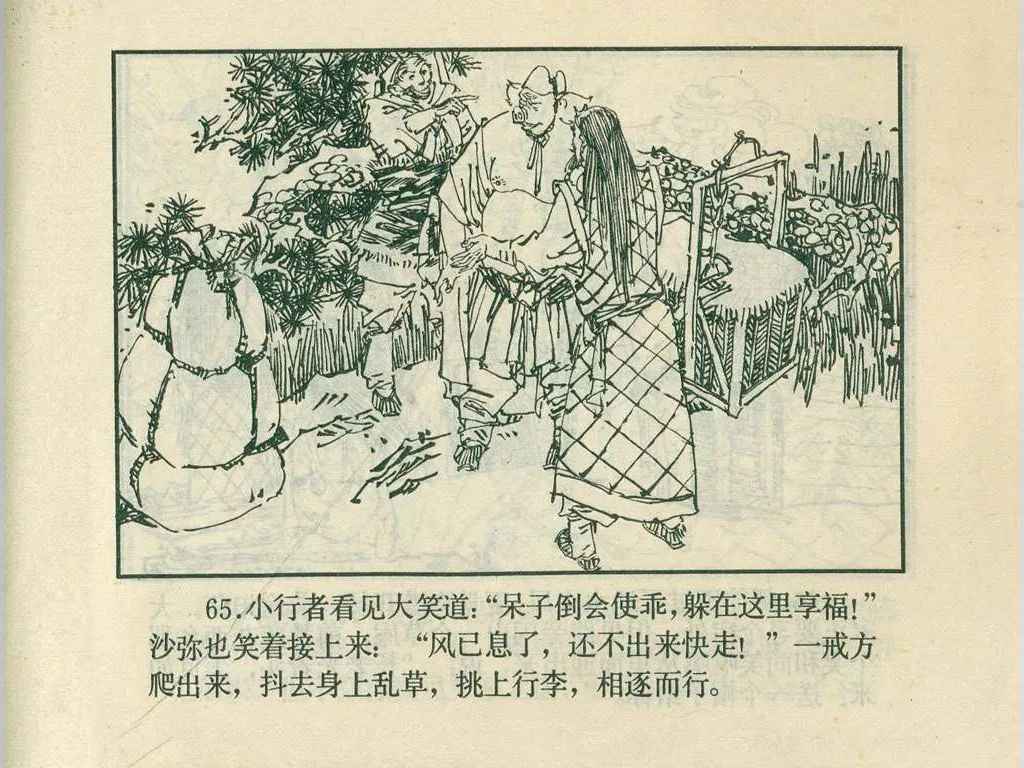 65.小行者看见大笑道:“呆子倒会使乖,躲在这里享福!”
沙弥也笑着接上来: “风已息了, 还不出来快走! ” 一戒方
爬出来, 抖去身上乱草, 挑上行李, 相逐而行。